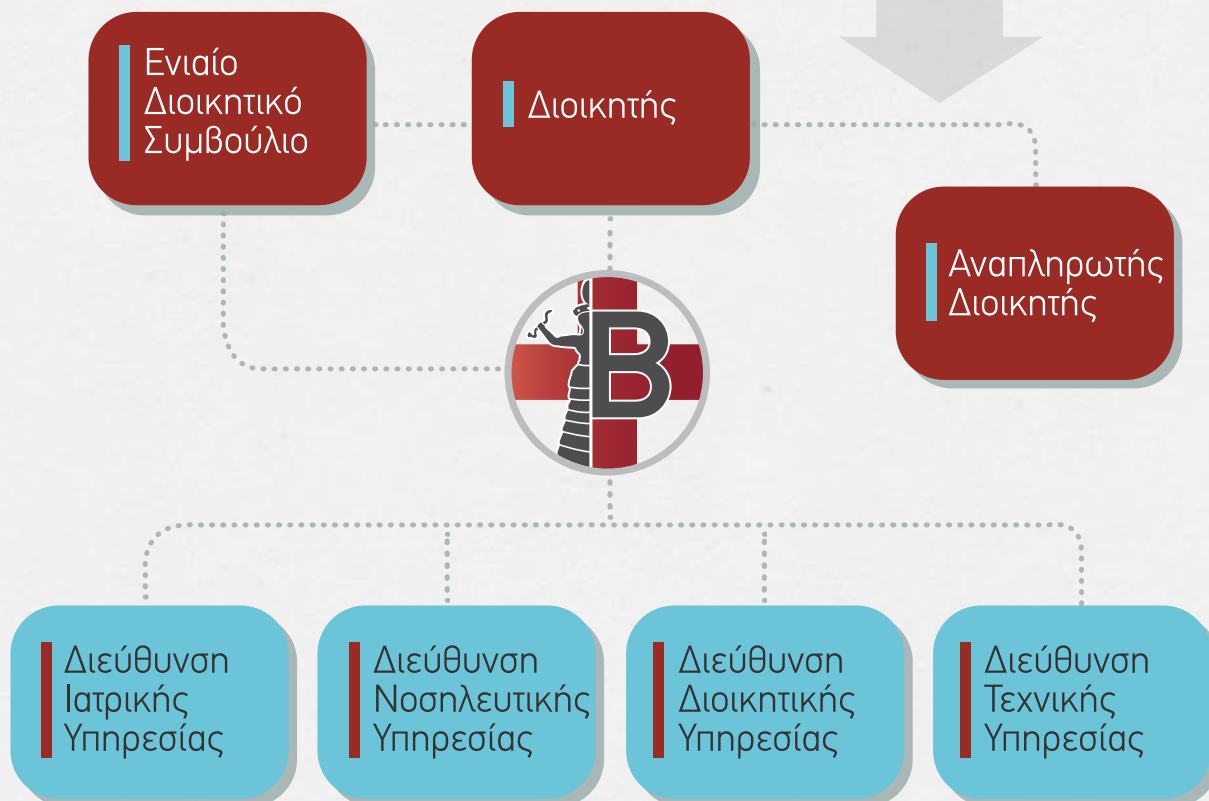 Ενιαίο
Διοικητικό
Συμβούλιο
Διοικητής
Αναπληρωτής
Διοικητής
Β
Διεύθυνση
Ιατρικής
Υπηρεσίας
Διεύθυνση
Νοσηλευτικής
Υπηρεσίας
Διεύθυνση
Διοικητικής
Υπηρεσίας
Διεύθυνση
Τεχνικής
Υπηρεσίας